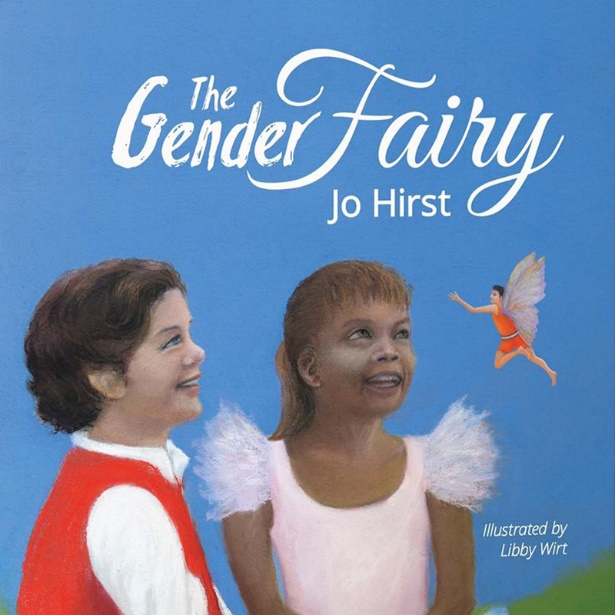 The
Gender Fairy
Jo Hirst
Illustrated by
Libby Wirt